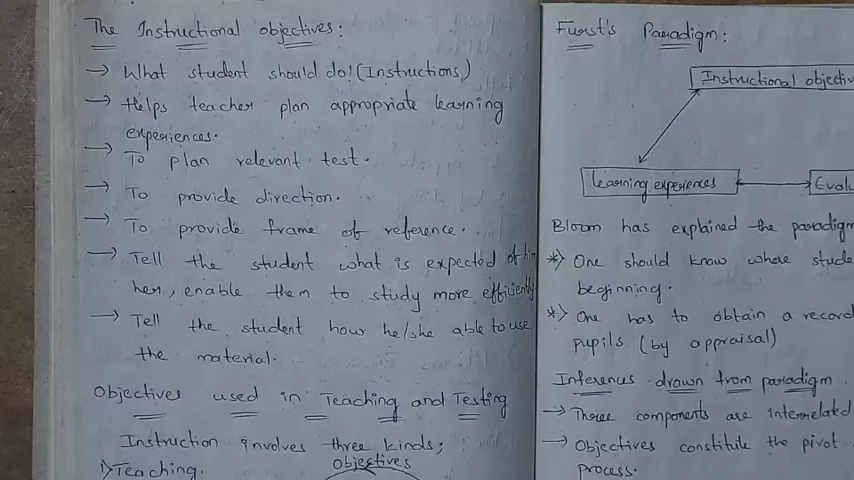 The Instructional objectives:
→ What student should do! (Instructions)
→ Helps teacher plan appropriate learning
experiences.
→ To plan relevant test.
→ To provide direction.
→ To provide frame of reference.
→ Tell the student what is expected of
her, enable them to study more efficiently
→ Tell the student how he/she able to use
the material.
Objectives used in Teaching and Testing
Instruction involves three kinds;
1) Teaching.
Objectives
Furst's Paradigm:
Instructional objectiv
Learning experiences
Evalu
Bloom has explained the paradigm
*) One should know where stude
beginning.
*) One has to obtain a record
pupils (by appraisal)
Inferences drawn from paradigm.
→ Three components are interrelated
→ Objectives constitute the pivot
process.